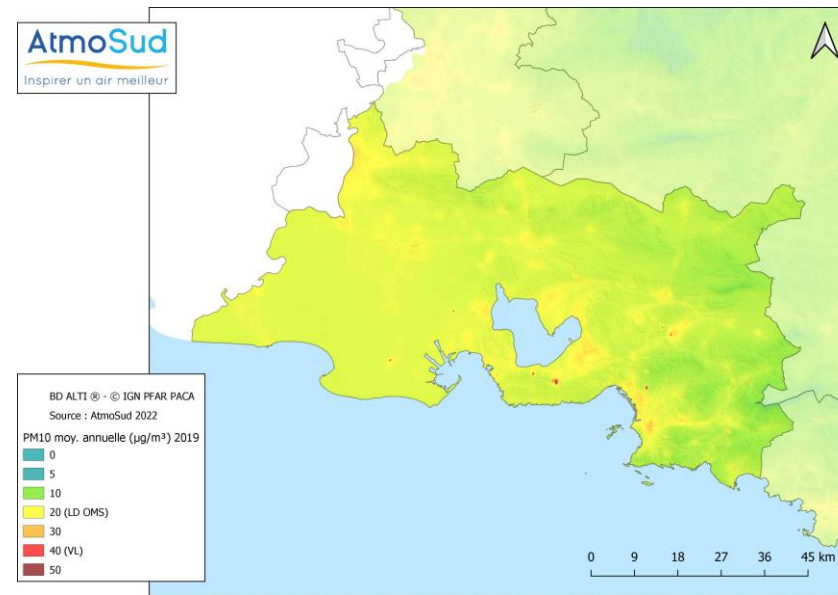 AtmoSud
Inspirer un air meilleur
BD ALTI ® - © IGN PFAR PACA
Source : AtmoSud 2022
PM10 moy. annuelle (µg/m³) 2019
0
5
10
20 (LD OMS)
30
40 (VL)
50
0 9 18 27 36 45 km